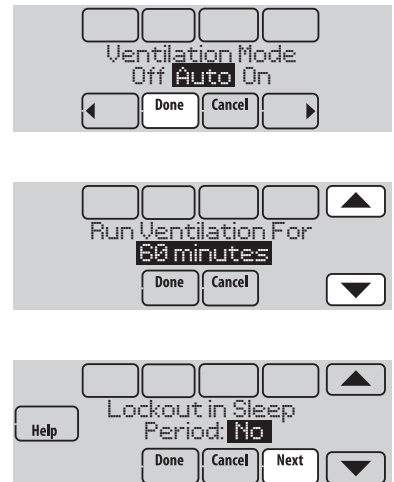 Ventilation Mode
Off Auto On
Done Cancel
Run Ventilation For
60 minutes
Done Cancel
Lockout in Sleep
Help
Period: No
Done Cancel Next